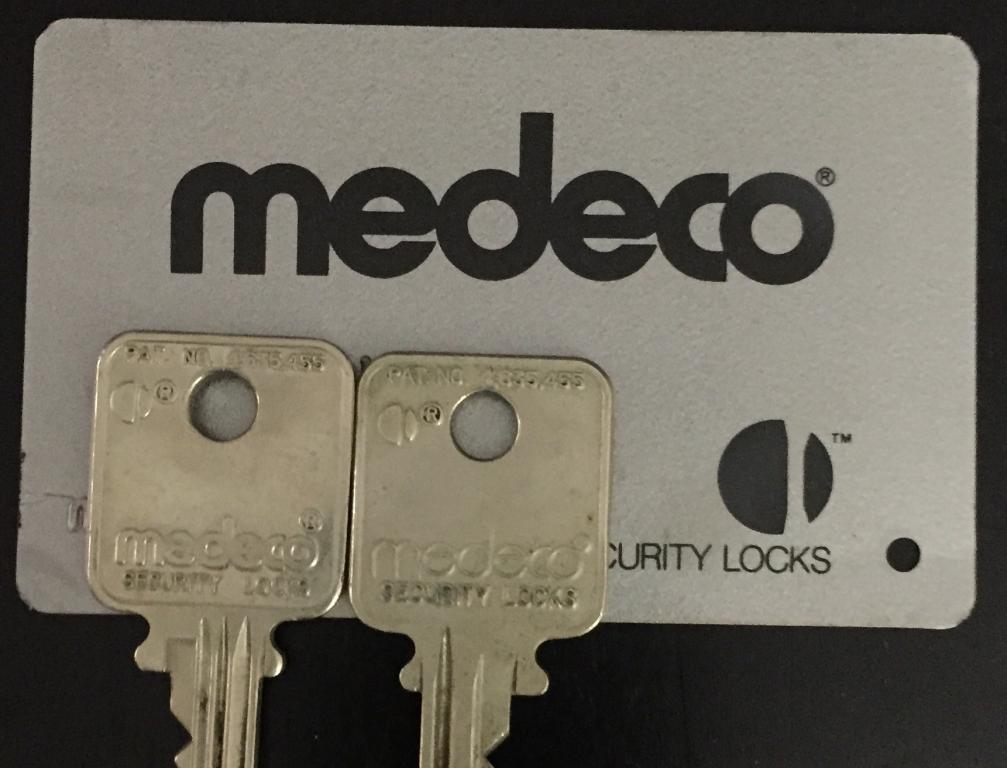 medeco®
PAT. NO. 4,635,455
®
medeco®
SECURITY LOCKS
PAT. NO. 4,635,455
®
medeco®
SECURITY LOCKS
TM
CURITY LOCKS